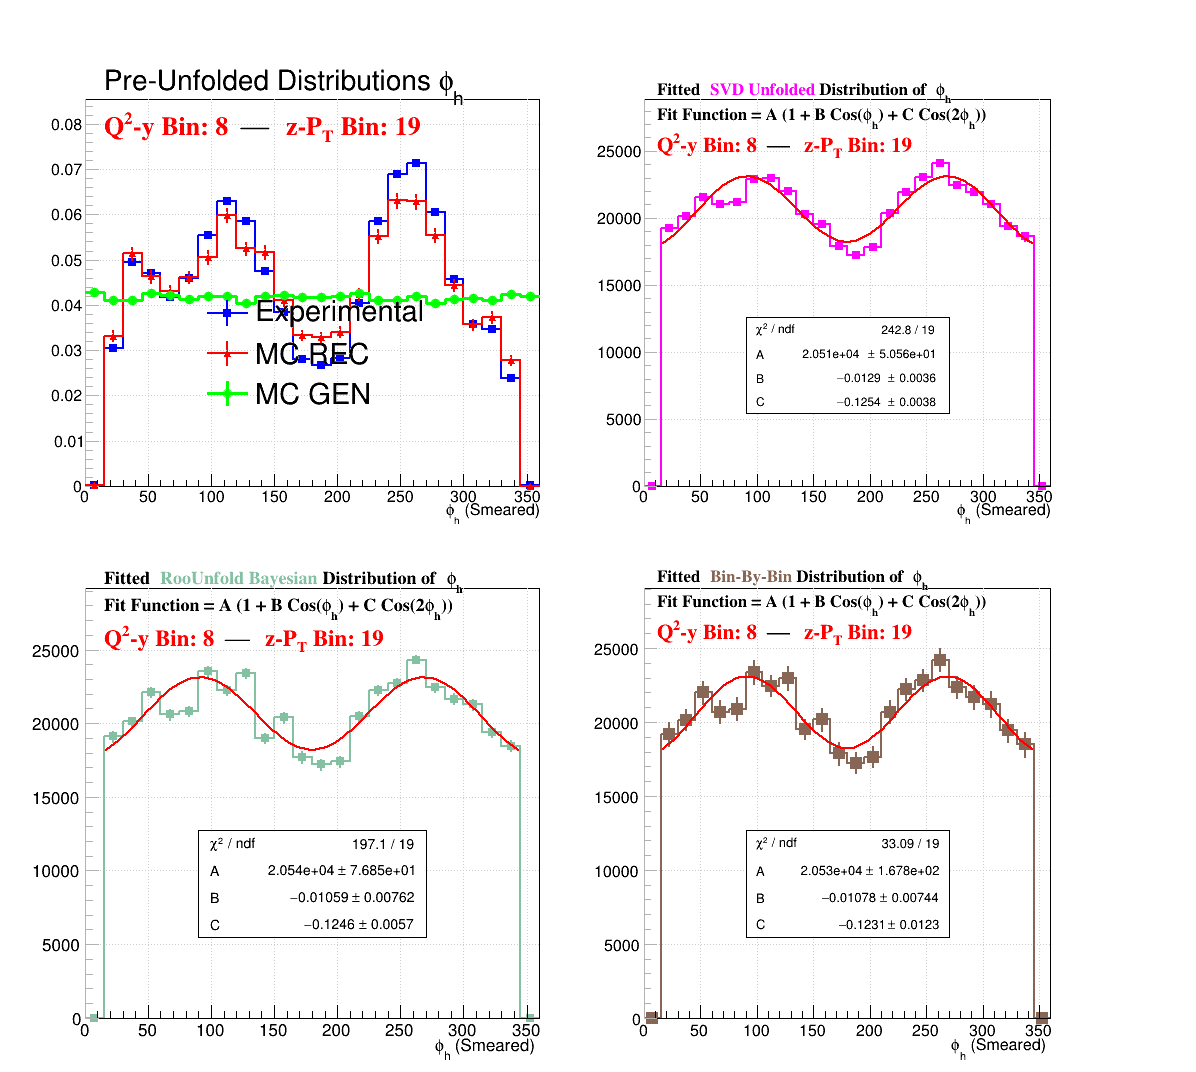 Pre-Unfolded Distributions ϕh
Q²-y Bin: 8 — z-PT Bin: 19
0.08
0.07
0.06
0.05
0.04
0.03
0.02
0.01
0
Experimental
MC REC
MC GEN
0 50 100 150 200 250 300 350
ϕh (Smeared)
Fitted SVD Unfolded Distribution of ϕh
Fit Function = A (1 + B Cos(ϕh) + C Cos(2ϕh))
Q²-y Bin: 8 — z-PT Bin: 19
25000
20000
15000
10000
5000
0
χ² / ndf 242.8 / 19
A 2.051e+04 ± 5.056e+01
B −0.0129 ± 0.0036
C −0.1254 ± 0.0038
0 50 100 150 200 250 300 350
ϕh (Smeared)
Fitted RooUnfold Bayesian Distribution of ϕh
Fit Function = A (1 + B Cos(ϕh) + C Cos(2ϕh))
Q²-y Bin: 8 — z-PT Bin: 19
25000
20000
15000
10000
5000
0
χ² / ndf 197.1 / 19
A 2.054e+04 ± 7.685e+01
B −0.01059 ± 0.00762
C −0.1246 ± 0.0057
0 50 100 150 200 250 300 350
ϕh (Smeared)
Fitted Bin-By-Bin Distribution of ϕh
Fit Function = A (1 + B Cos(ϕh) + C Cos(2ϕh))
Q²-y Bin: 8 — z-PT Bin: 19
25000
20000
15000
10000
5000
0
χ² / ndf 33.09 / 19
A 2.053e+04 ± 1.678e+02
B −0.01078 ± 0.00744
C −0.1231 ± 0.0123
0 50 100 150 200 250 300 350
ϕh (Smeared)